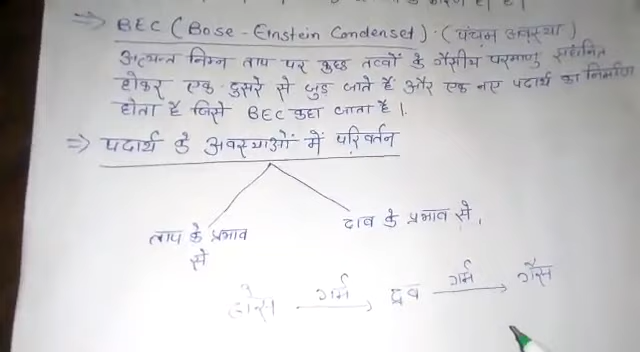 ⇒ BEC (Bose-Einstein Condenset) : (पंचम अवस्था)
अत्यन्त निम्न ताप पर कुछ तत्वों के गैसीय परमाणु संघनित
होकर एक दुसरे से जुड़ जाते हैं और एक नए पदार्थ का निर्माण
होता है जिसे BEC कहा जाता है।
⇒ पदार्थ के अवस्थाओं में परिवर्तन
ताप के प्रभाव से
दाब के प्रभाव से,
ठोस गर्म → द्रव गर्म → गैस